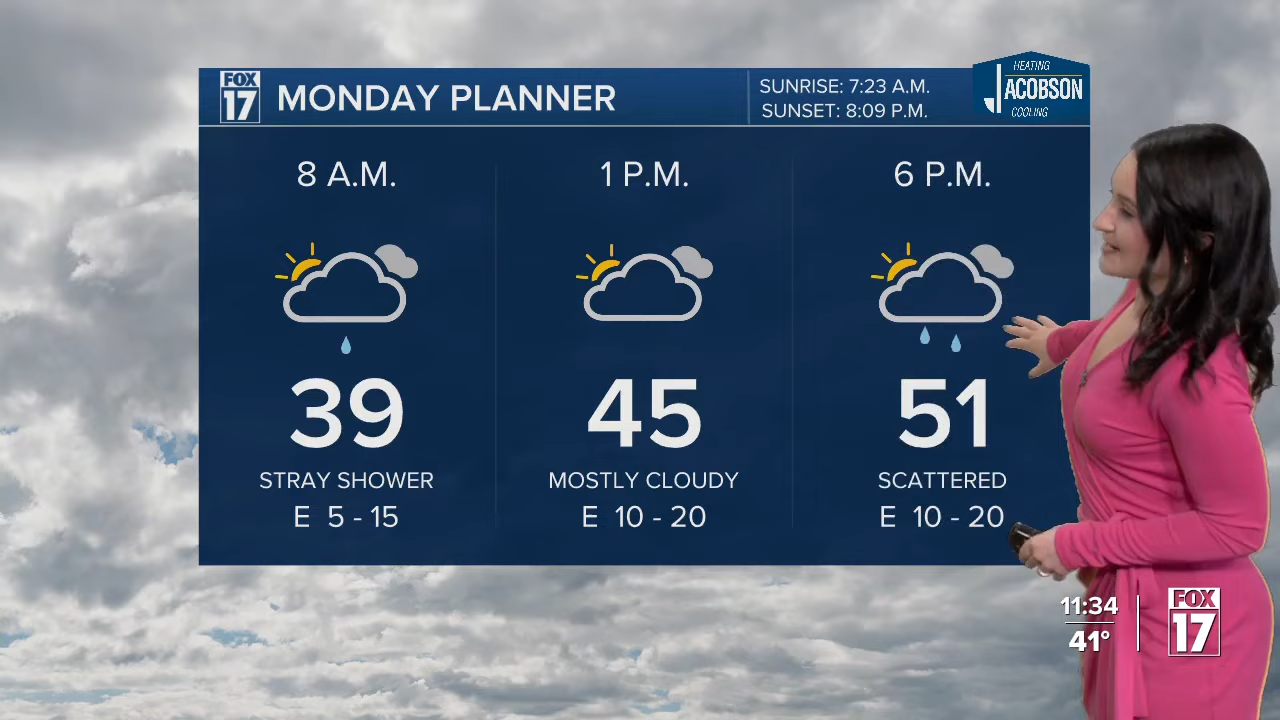 FOX
17
MONDAY PLANNER
SUNRISE: 7:23 A.M.
SUNSET: 8:09 P.M.
HEATING
JACOBSON
COOLING
8 A.M.
1 P.M.
6 P.M.
39
45
51
STRAY SHOWER
MOSTLY CLOUDY
SCATTERED
E 5 - 15
E 10 - 20
E 10 - 20
11:34
41°
FOX
17